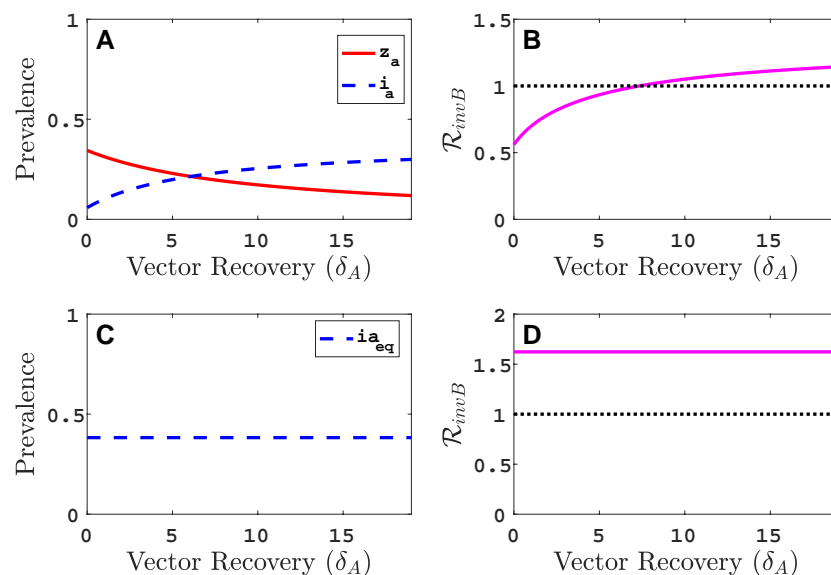 A
z_a
i_a
1
0.5
0
Prevalence
0 5 10 15
Vector Recovery (δ_A)
B
1.5
1
0.5
0
ℛ_invB
0 5 10 15
Vector Recovery (δ_A)
C
ia_eq
1
0.5
0
Prevalence
0 5 10 15
Vector Recovery (δ_A)
D
2
1.5
1
0.5
0
ℛ_invB
0 5 10 15
Vector Recovery (δ_A)